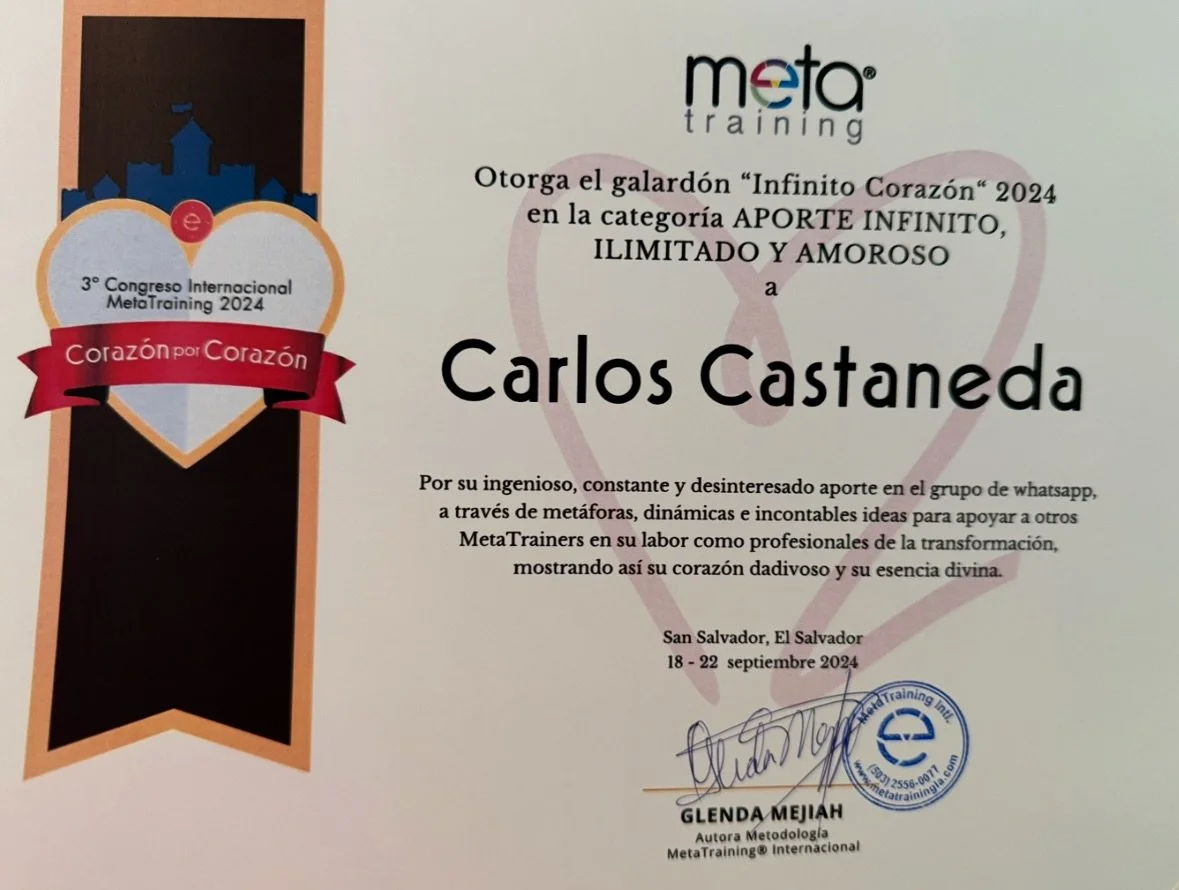 meta®
training
Otorga el galardón “Infinito Corazón“ 2024
en la categoría APORTE INFINITO,
ILIMITADO Y AMOROSO
a
Carlos Castaneda
Por su ingenioso, constante y desinteresado aporte en el grupo de whatsapp,
a través de metáforas, dinámicas e incontables ideas para apoyar a otros
MetaTrainers en su labor como profesionales de la transformación,
mostrando así su corazón dadivoso y su esencia divina.
San Salvador, El Salvador
18 - 22 septiembre 2024
GLENDA MEJIAH
Autora Metodología
MetaTraining® Internacional
MetaTraining Intl.
(503) 2556-0077
www.metatrainingla.com
e
3° Congreso Internacional
MetaTraining 2024
Corazón por Corazón